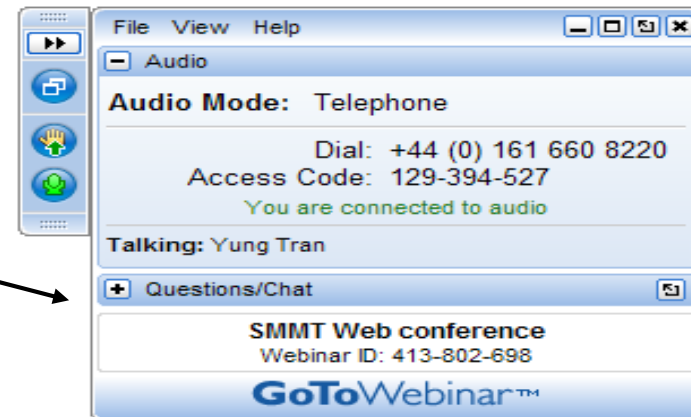 File View Help
Audio
Audio Mode: Telephone
Dial: +44 (0) 161 660 8220
Access Code: 129-394-527
You are connected to audio
Talking: Yung Tran
Questions/Chat
SMMT Web conference
Webinar ID: 413-802-698
GoToWebinar™